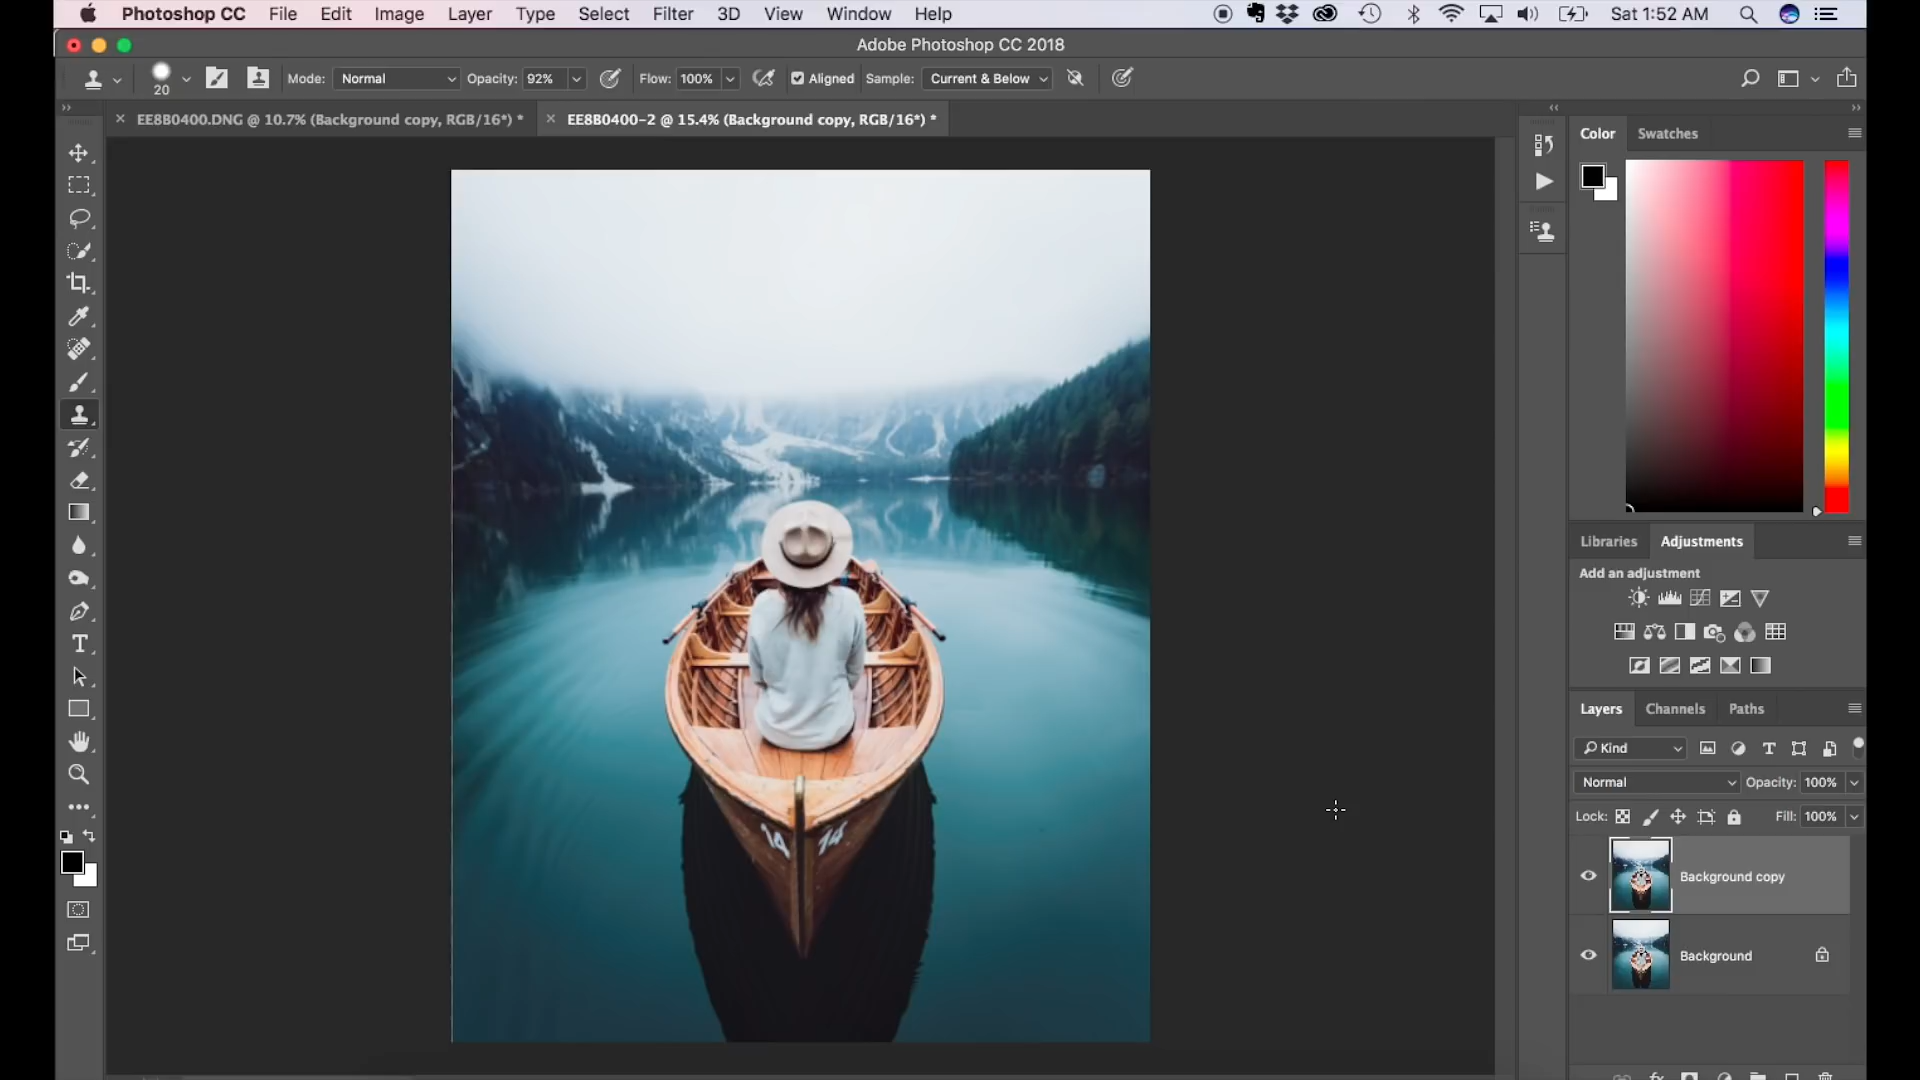 Photoshop CC File Edit Image Layer Type Select Filter 3D View Window Help Sat 1:52 AM
Adobe Photoshop CC 2018
20 Mode: Normal Opacity: 92% Flow: 100% Aligned Sample: Current & Below
EE8B0400.DNG @ 10.7% (Background copy, RGB/16*) * EE8B0400-2 @ 15.4% (Background copy, RGB/16*) *
Color Swatches
Libraries Adjustments
Add an adjustment
Layers Channels Paths
Kind
Normal Opacity: 100%
Lock: Fill: 100%
14 14
Background copy
Background